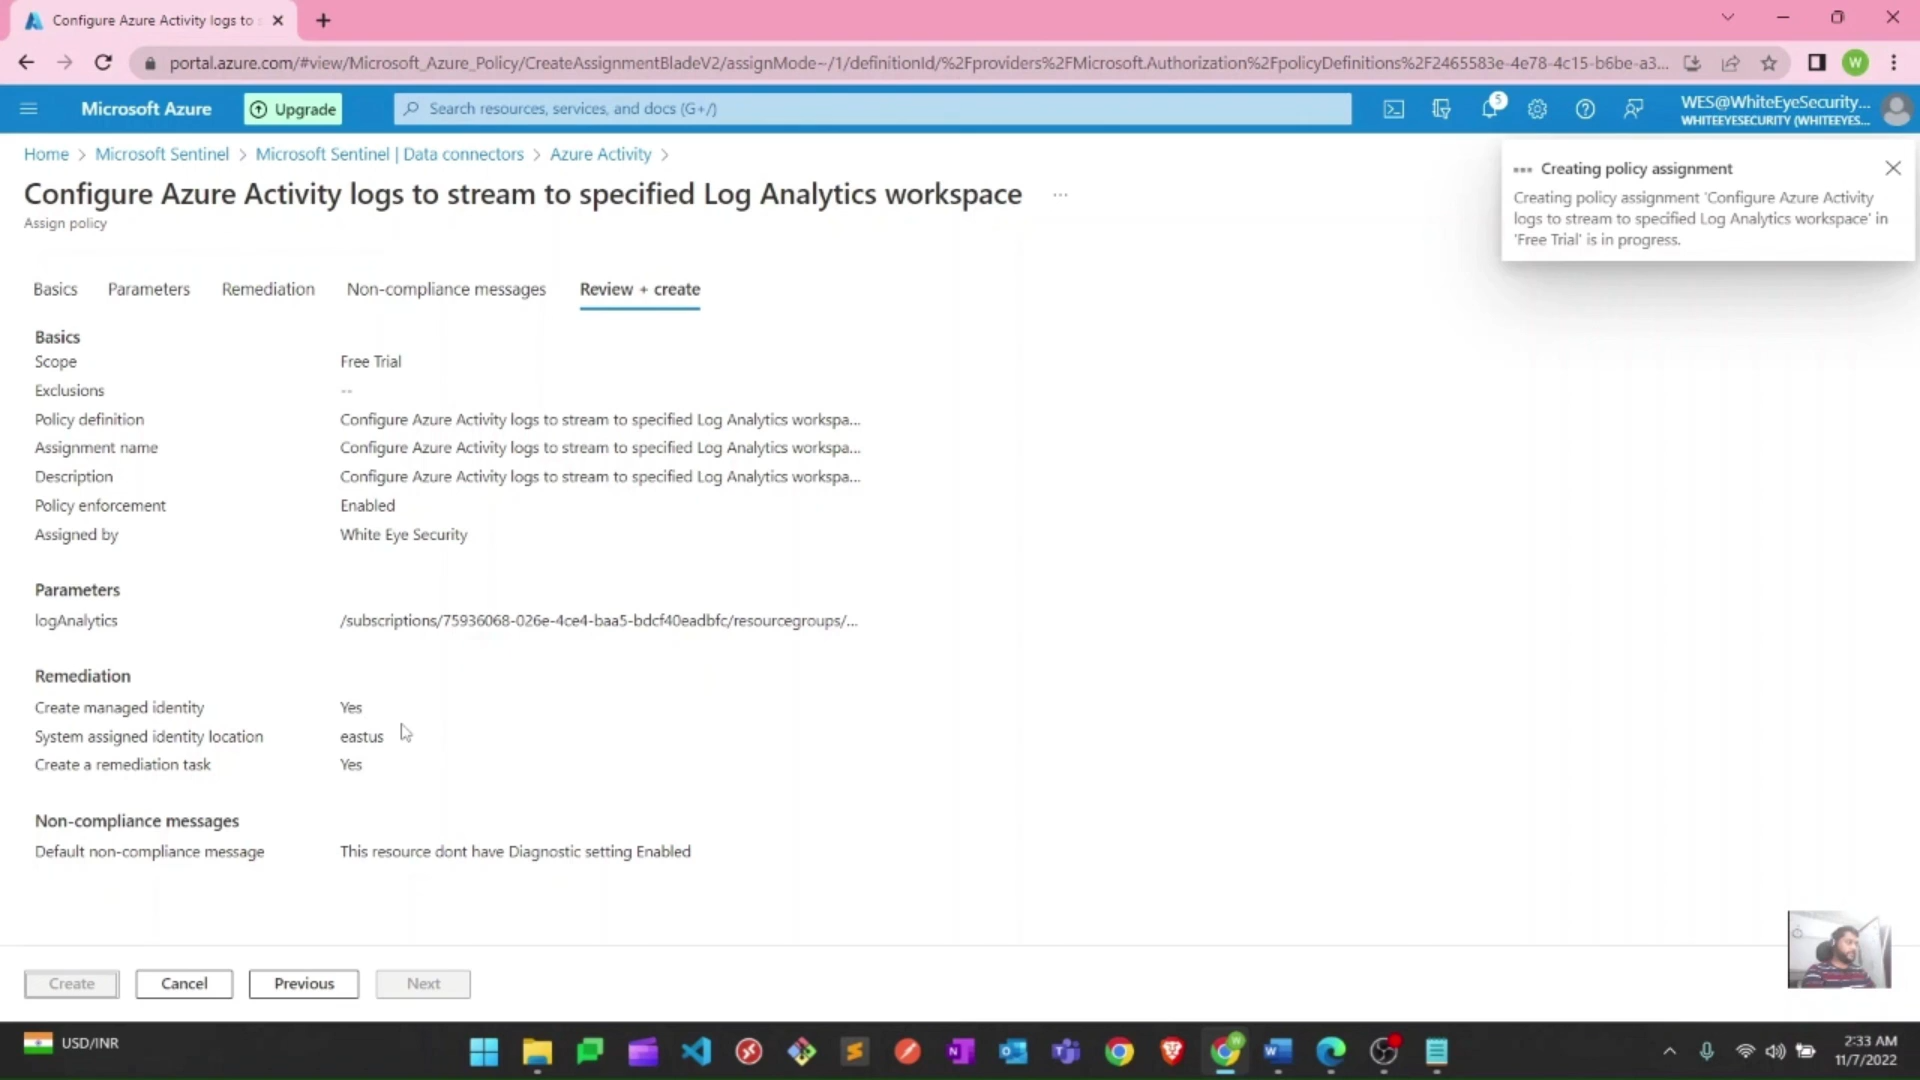 Configure Azure Activity logs to
portal.azure.com/#view/Microsoft_Azure_Policy/CreateAssignmentBladeV2/assignMode~/1/definitionId/%2Fproviders%2FMicrosoft.Authorization%2FpolicyDefinitions%2F2465583e-4e78-4c15-b6be-a3...
W
Microsoft Azure
Upgrade
Search resources, services, and docs (G+/)
5
WES@WhiteEyeSecurity...
WHITEEYESECURITY (WHITEEYES...
Home > Microsoft Sentinel > Microsoft Sentinel | Data connectors > Azure Activity >
Configure Azure Activity logs to stream to specified Log Analytics workspace ...
Assign policy
Creating policy assignment
Creating policy assignment 'Configure Azure Activity
logs to stream to specified Log Analytics workspace' in
'Free Trial' is in progress.
Basics Parameters Remediation Non-compliance messages Review + create
Basics
Scope Free Trial
Exclusions --
Policy definition Configure Azure Activity logs to stream to specified Log Analytics workspa...
Assignment name Configure Azure Activity logs to stream to specified Log Analytics workspa...
Description Configure Azure Activity logs to stream to specified Log Analytics workspa...
Policy enforcement Enabled
Assigned by White Eye Security
Parameters
logAnalytics /subscriptions/75936068-026e-4ce4-baa5-bdcf40eadbfc/resourcegroups/...
Remediation
Create managed identity Yes
System assigned identity location eastus
Create a remediation task Yes
Non-compliance messages
Default non-compliance message This resource dont have Diagnostic setting Enabled
Create Cancel Previous Next
USD/INR
2:33 AM
11/7/2022